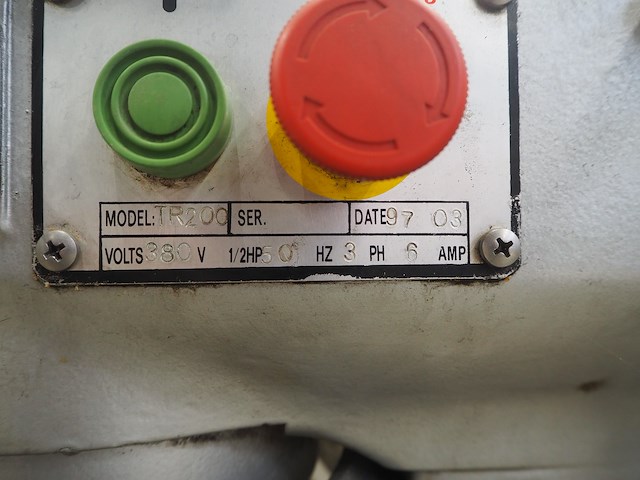 MODEL: TR200 SER. DATE 97 03
VOLTS 380 V 1/2HP 50 HZ 3 PH 6 AMP